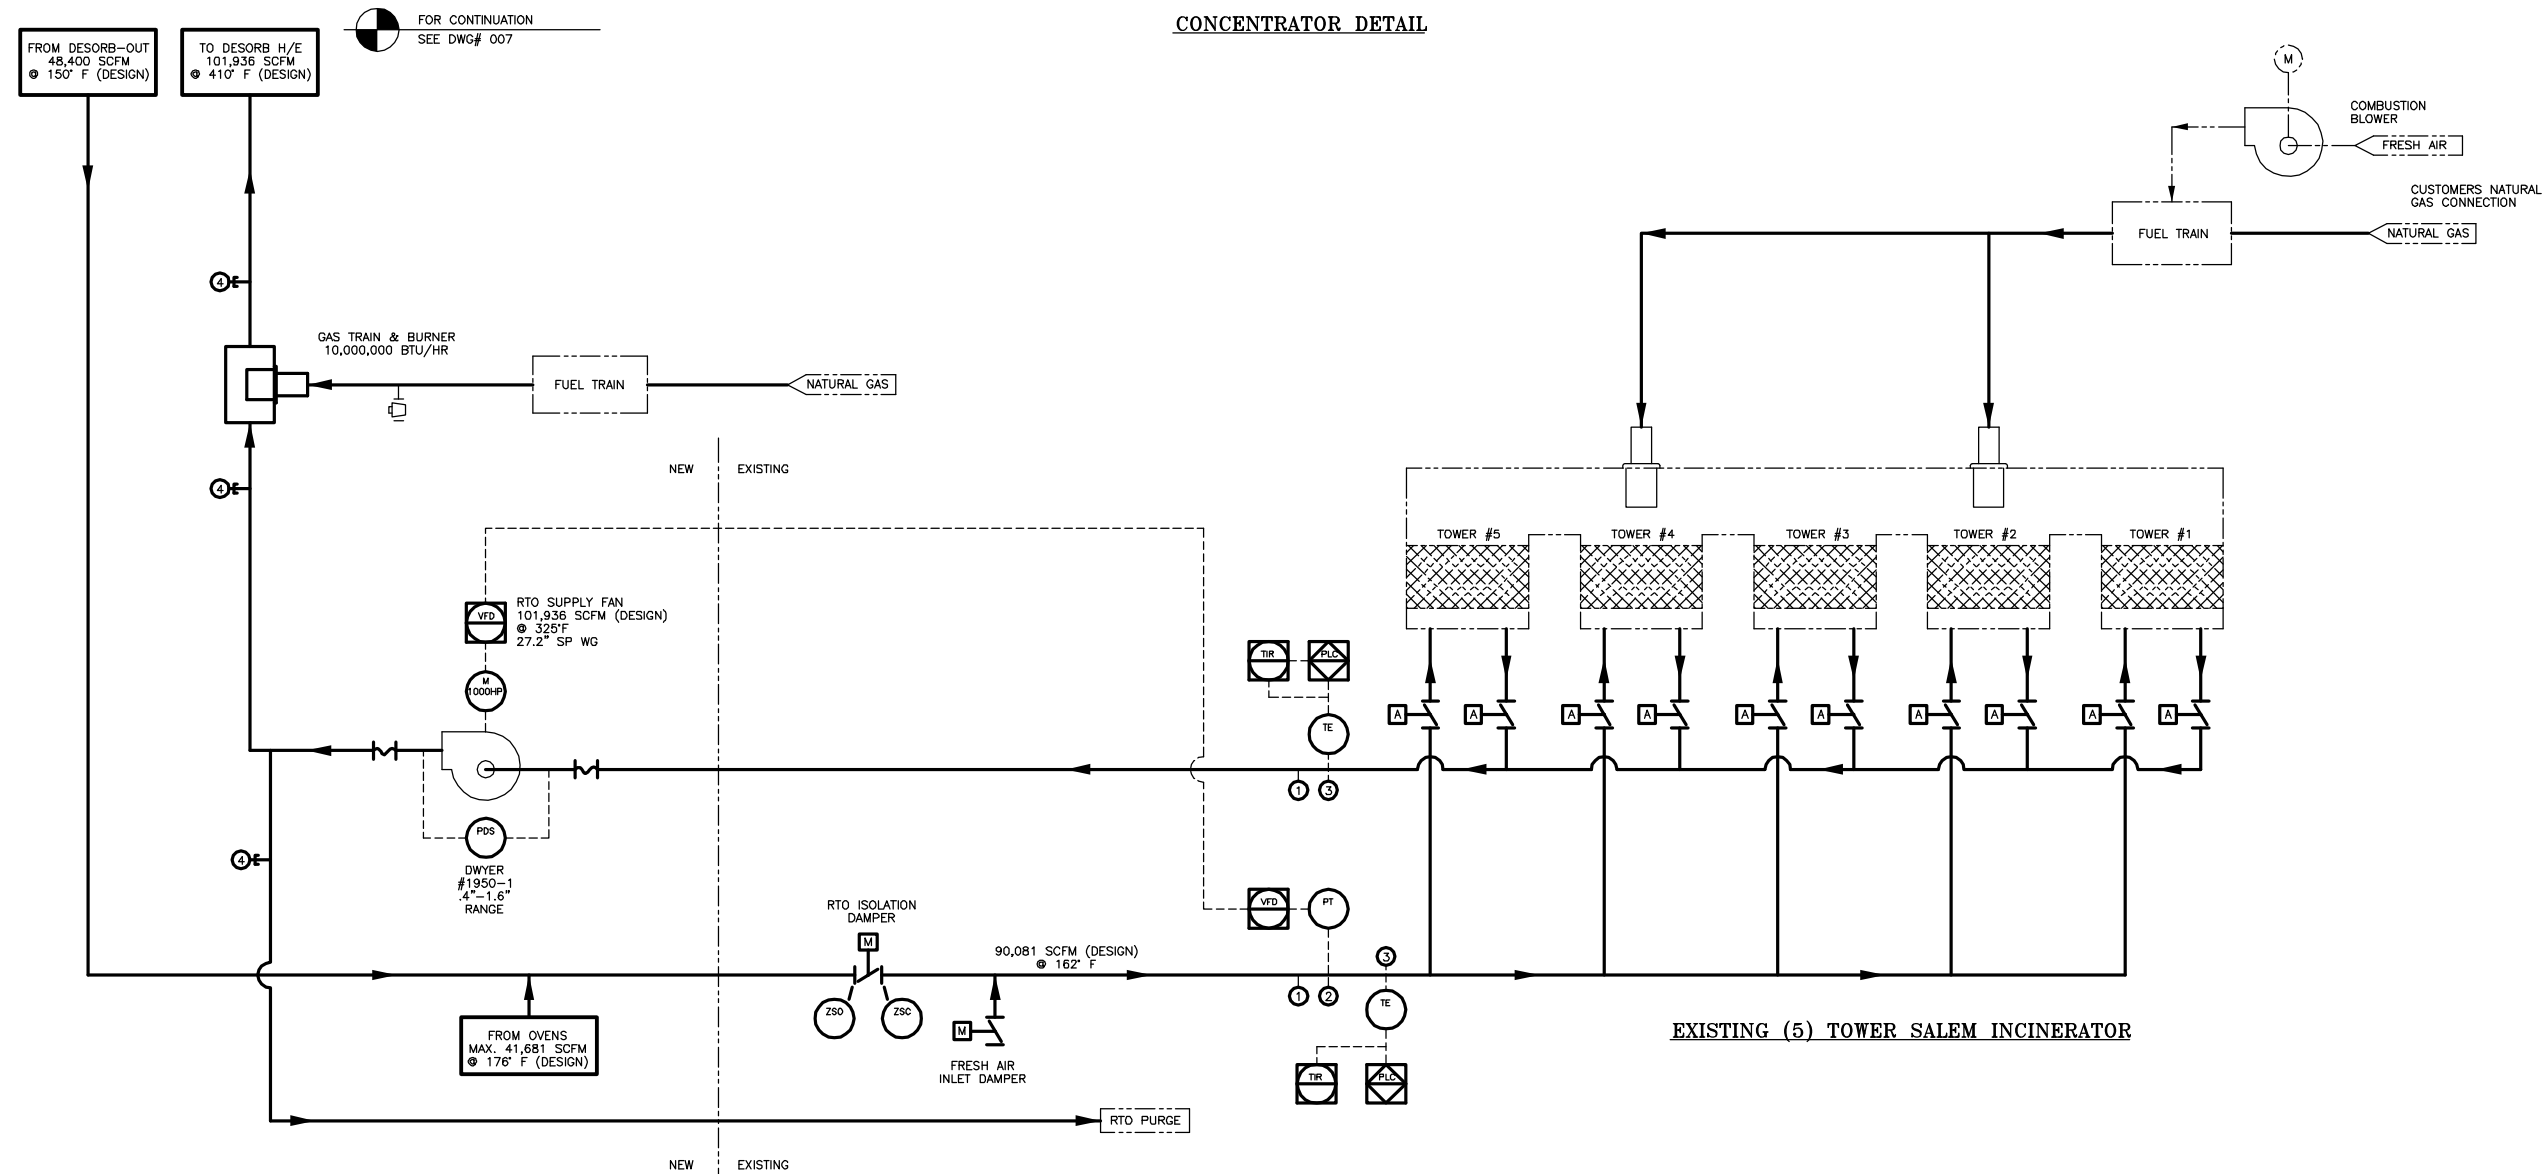 CONCENTRATOR DETAIL
FOR CONTINUATION
SEE DWG# 007
FROM DESORB-OUT
48,400 SCFM
@ 150° F (DESIGN)
TO DESORB H/E
101,936 SCFM
@ 410° F (DESIGN)
M
COMBUSTION
BLOWER
FRESH AIR
CUSTOMERS NATURAL
GAS CONNECTION
NATURAL GAS
FUEL TRAIN
4
GAS TRAIN & BURNER
10,000,000 BTU/HR
FUEL TRAIN
NATURAL GAS
4
NEW
EXISTING
TOWER #5
TOWER #4
TOWER #3
TOWER #2
TOWER #1
VFD
RTO SUPPLY FAN
101,936 SCFM (DESIGN)
@ 325°F
27.2" SP WG
M
1000HP
TIR
PLC
TE
A
A
A
A
A
A
A
A
A
A
1
3
PDS
DWYER
#1950-1
.4"-1.6"
RANGE
4
VFD
PT
RTO ISOLATION
DAMPER
M
ZSO
ZSC
90,081 SCFM (DESIGN)
@ 162° F
3
1
2
TE
TIR
PLC
M
FRESH AIR
INLET DAMPER
FROM OVENS
MAX. 41,681 SCFM
@ 176° F (DESIGN)
EXISTING (5) TOWER SALEM INCINERATOR
RTO PURGE
NEW
EXISTING